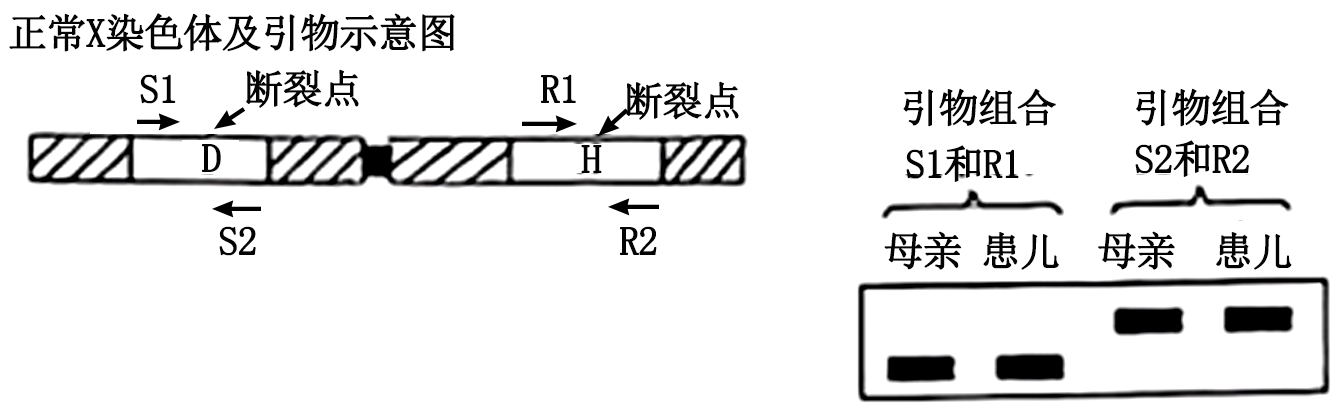 正常X染色体及引物示意图
S1 断裂点 R1 断裂点
D H
S2 R2
引物组合 引物组合
S1和R1 S2和R2
母亲 患儿 母亲 患儿